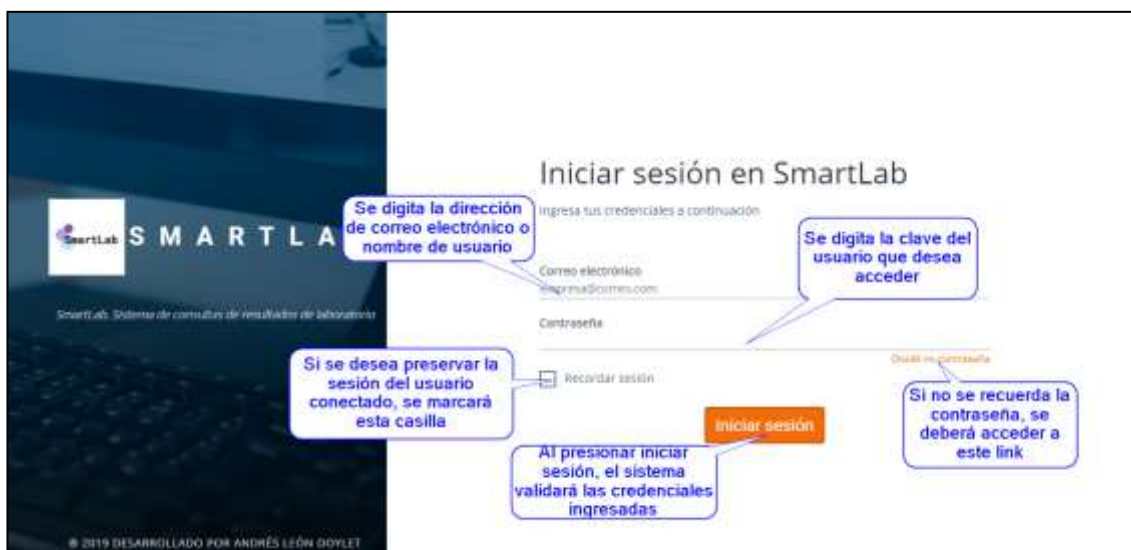 Iniciar sesión en SmartLab
Ingresa tus credenciales a continuación
Se digita la dirección
de correo electrónico o
nombre de usuario
SmartLab
S M A R T L A
SmartLab. Sistema de consultas de resultados de laboratorio
Correo electrónico
empresa@correo.com
Se digita la clave del
usuario que desea
acceder
Contraseña
Olvidé mi contraseña
Si se desea preservar la
sesión del usuario
conectado, se marcará
esta casilla
Recordar sesión
Si no se recuerda la
contraseña, se
deberá acceder a
este link
Iniciar sesión
Al presionar iniciar
sesión, el sistema
validará las credenciales
ingresadas
© 2019 DESARROLLADO POR ANDRÉS LEÓN DOYLET